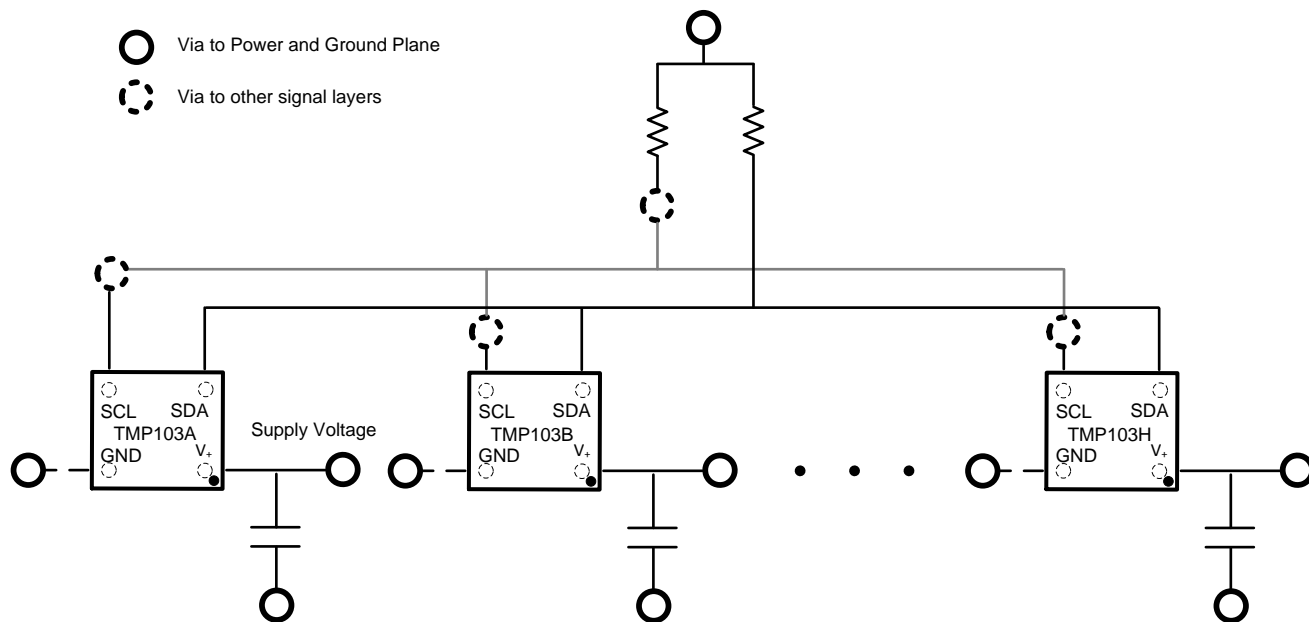 Via to Power and Ground Plane
Via to other signal layers
SCL SDA
TMP103A
GND V+
Supply Voltage
SCL SDA
TMP103B
GND V+
SCL SDA
TMP103H
GND V+